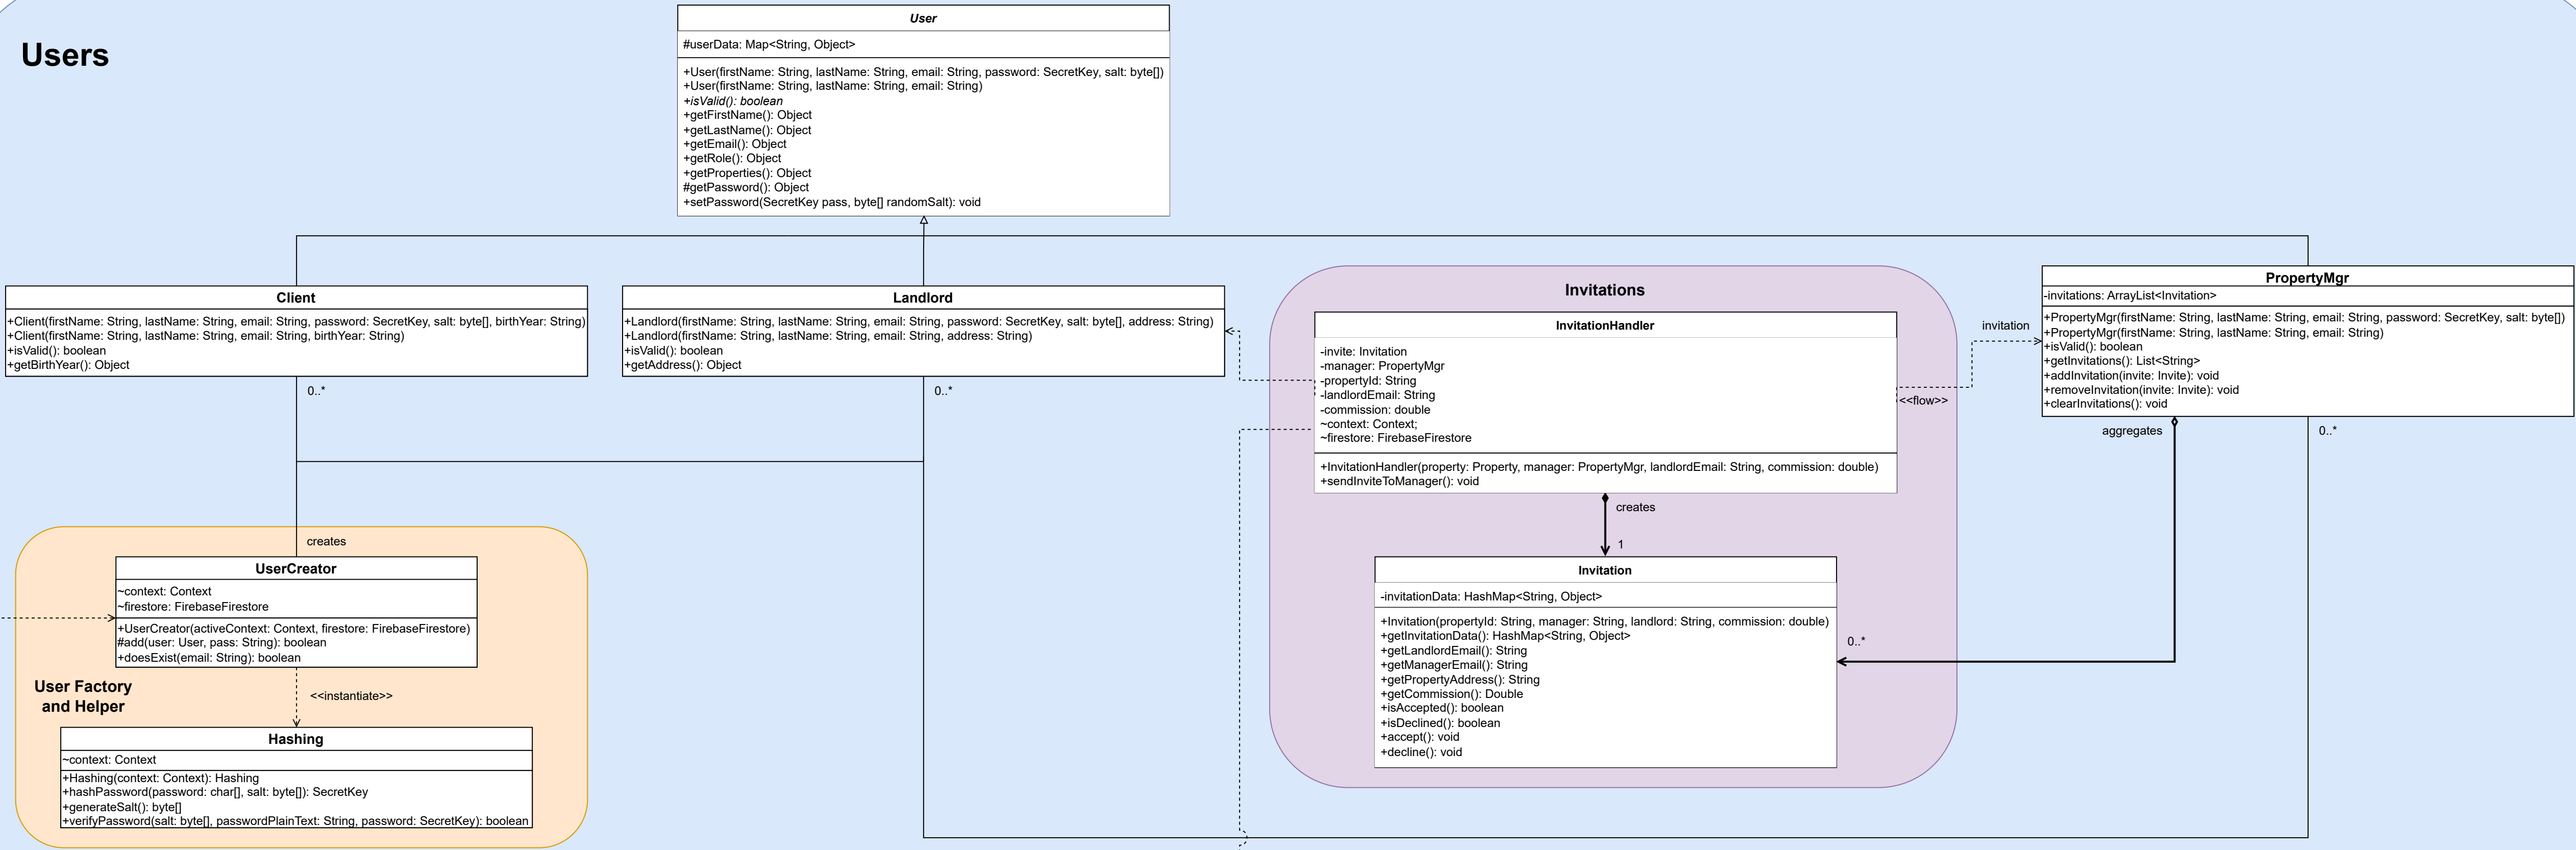 Users
User
#userData: Map<String, Object>
+User(firstName: String, lastName: String, email: String, password: SecretKey, salt: byte[])
+User(firstName: String, lastName: String, email: String)
+isValid(): boolean
+getFirstName(): Object
+getLastName(): Object
+getEmail(): Object
+getRole(): Object
+getProperties(): Object
#getPassword(): Object
+setPassword(SecretKey pass, byte[] randomSalt): void
Client
+Client(firstName: String, lastName: String, email: String, password: SecretKey, salt: byte[], birthYear: String)
+Client(firstName: String, lastName: String, email: String, birthYear: String)
+isValid(): boolean
+getBirthYear(): Object
0..*
Landlord
+Landlord(firstName: String, lastName: String, email: String, password: SecretKey, salt: byte[], address: String)
+Landlord(firstName: String, lastName: String, email: String, address: String)
+isValid(): boolean
+getAddress(): Object
0..*
Invitations
InvitationHandler
-invite: Invitation
-manager: PropertyMgr
-propertyId: String
-landlordEmail: String
-commission: double
~context: Context;
~firestore: FirebaseFirestore
+InvitationHandler(property: Property, manager: PropertyMgr, landlordEmail: String, commission: double)
+sendInviteToManager(): void
invitation
<<flow>>
PropertyMgr
-invitations: ArrayList<Invitation>
+PropertyMgr(firstName: String, lastName: String, email: String, password: SecretKey, salt: byte[])
+PropertyMgr(firstName: String, lastName: String, email: String)
+isValid(): boolean
+getInvitations(): List<String>
+addInvitation(invite: Invite): void
+removeInvitation(invite: Invite): void
+clearInvitations(): void
aggregates
0..*
creates
1
Invitation
-invitationData: HashMap<String, Object>
+Invitation(propertyId: String, manager: String, landlord: String, commission: double)
+getInvitationData(): HashMap<String, Object>
+getLandlordEmail(): String
+getManagerEmail(): String
+getPropertyAddress(): String
+getCommission(): Double
+isAccepted(): boolean
+isDeclined(): boolean
+accept(): void
+decline(): void
0..*
creates
UserCreator
~context: Context
~firestore: FirebaseFirestore
+UserCreator(activeContext: Context, firestore: FirebaseFirestore)
#add(user: User, pass: String): boolean
+doesExist(email: String): boolean
User Factory
and Helper
<<instantiate>>
Hashing
~context: Context
+Hashing(context: Context): Hashing
+hashPassword(password: char[], salt: byte[]): SecretKey
+generateSalt(): byte[]
+verifyPassword(salt: byte[], passwordPlainText: String, password: SecretKey): boolean